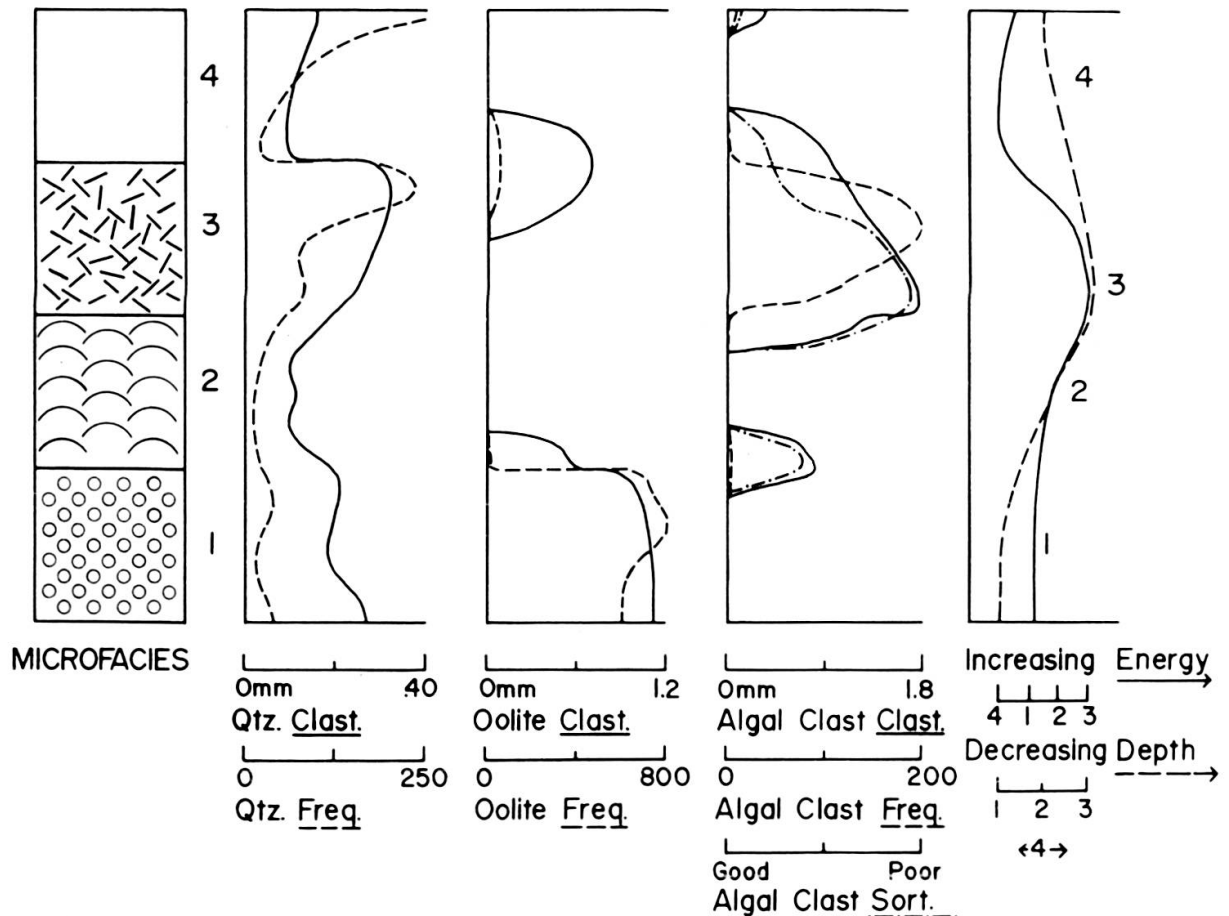 4
3
2
1
4
3
2
1
MICROFACIES
0mm .40
Qtz. Clast.
0 250
Qtz. Freq.
0mm 1.2
Oolite Clast.
0 800
Oolite Freq.
0mm 1.8
Algal Clast Clast.
0 200
Algal Clast Freq.
Good Poor
Algal Clast Sort.
Increasing Energy
4 1 2 3
Decreasing Depth
1 2 3
4